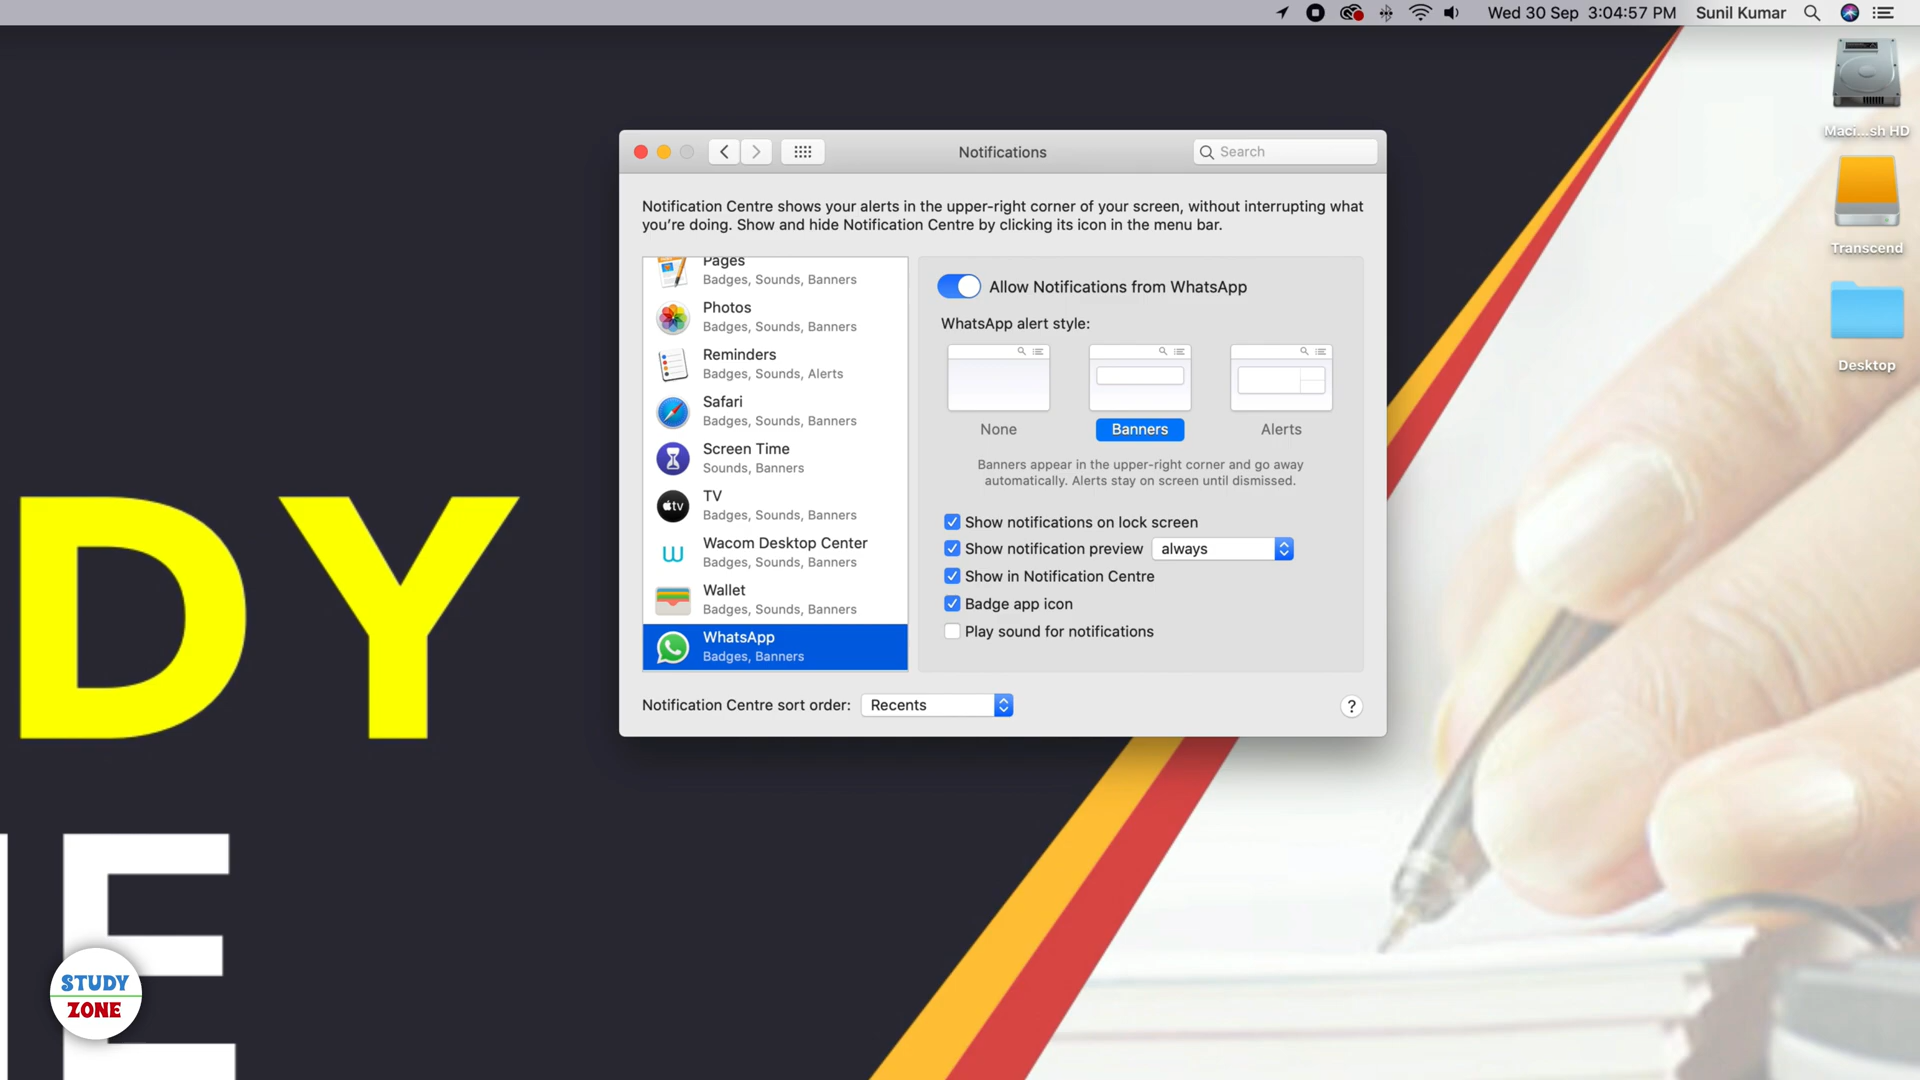 Wed 30 Sep 3:04:57 PM Sunil Kumar
Maci...sh HD
Transcend
Desktop
Notifications
Search
Notification Centre shows your alerts in the upper-right corner of your screen, without interrupting what
you're doing. Show and hide Notification Centre by clicking its icon in the menu bar.
Pages
Badges, Sounds, Banners
Photos
Badges, Sounds, Banners
Reminders
Badges, Sounds, Alerts
Safari
Badges, Sounds, Banners
Screen Time
Sounds, Banners
tv
TV
Badges, Sounds, Banners
Wacom Desktop Center
Badges, Sounds, Banners
Wallet
Badges, Sounds, Banners
WhatsApp
Badges, Banners
Allow Notifications from WhatsApp
WhatsApp alert style:
None
Banners
Alerts
Banners appear in the upper-right corner and go away
automatically. Alerts stay on screen until dismissed.
Show notifications on lock screen
Show notification preview always
Show in Notification Centre
Badge app icon
Play sound for notifications
Notification Centre sort order: Recents
?
DY
E
STUDY
ZONE